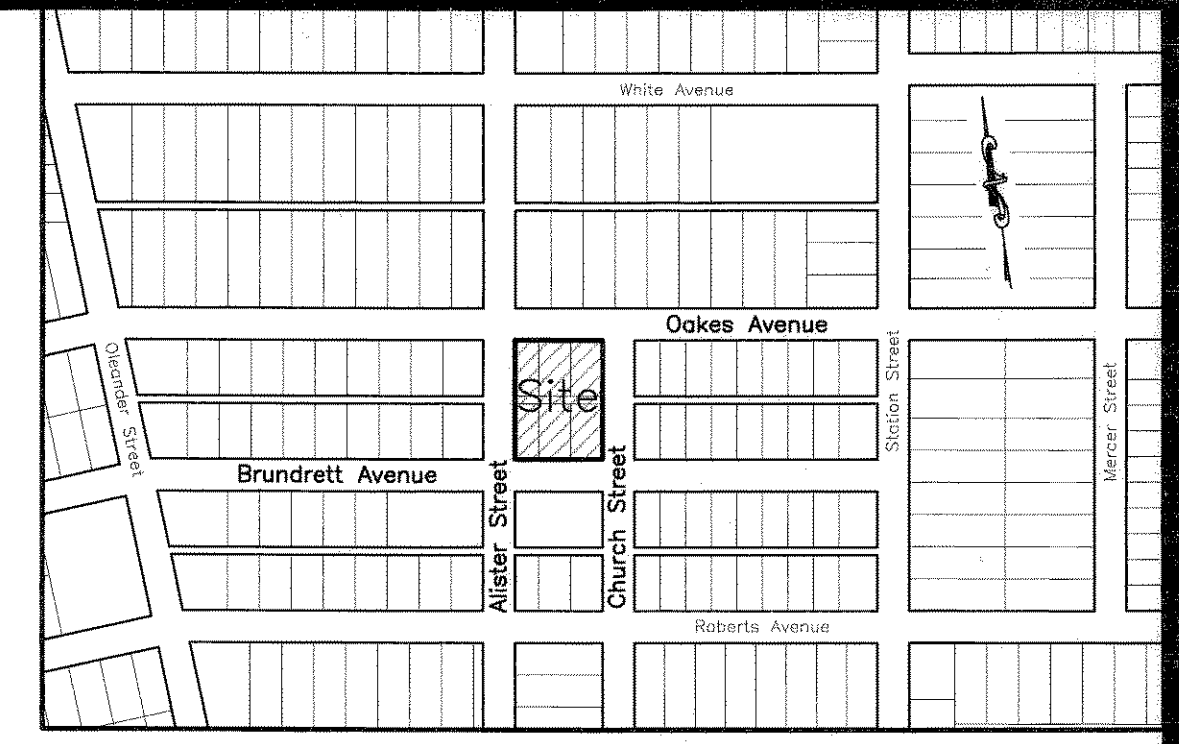 White Avenue
Oakes Avenue
Oleander Street
Site
Station Street
Mercer Street
Brundrett Avenue
Alister Street
Church Street
Roberts Avenue